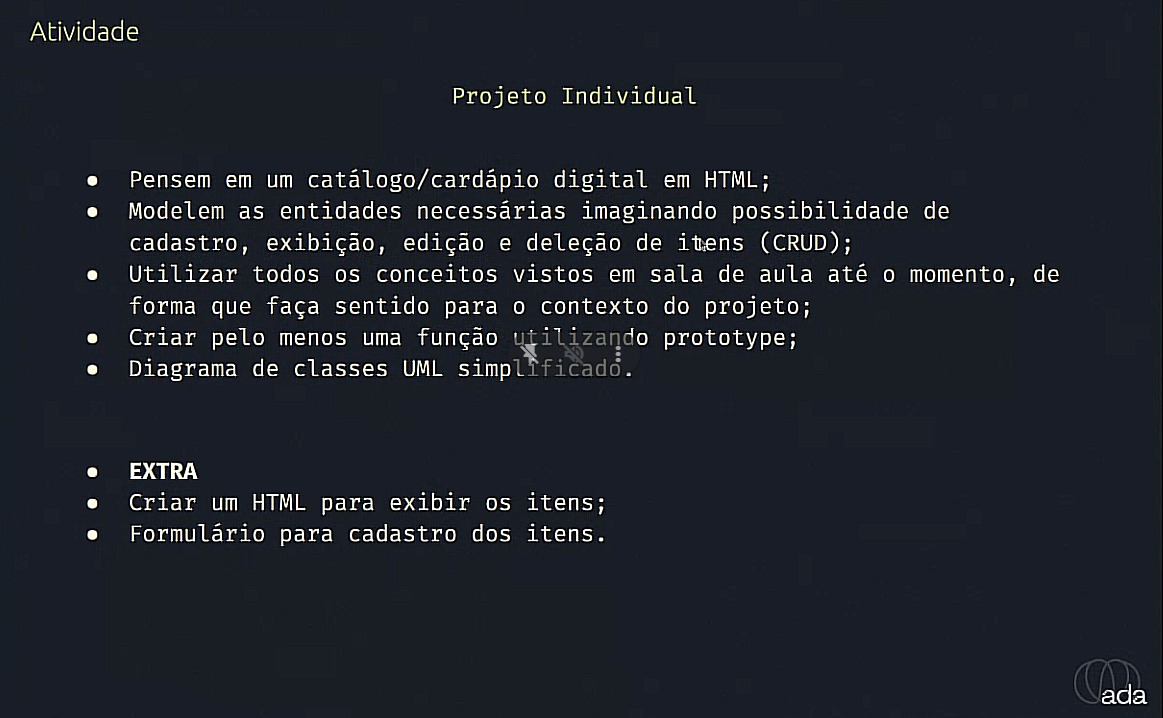 Atividade
Projeto Individual
● Pensem em um catálogo/cardápio digital em HTML;
● Modelem as entidades necessárias imaginando possibilidade de
cadastro, exibição, edição e deleção de itens (CRUD);
● Utilizar todos os conceitos vistos em sala de aula até o momento, de
forma que faça sentido para o contexto do projeto;
● Criar pelo menos uma função utilizando prototype;
● Diagrama de classes UML simplificado.
● EXTRA
● Criar um HTML para exibir os itens;
● Formulário para cadastro dos itens.
ada